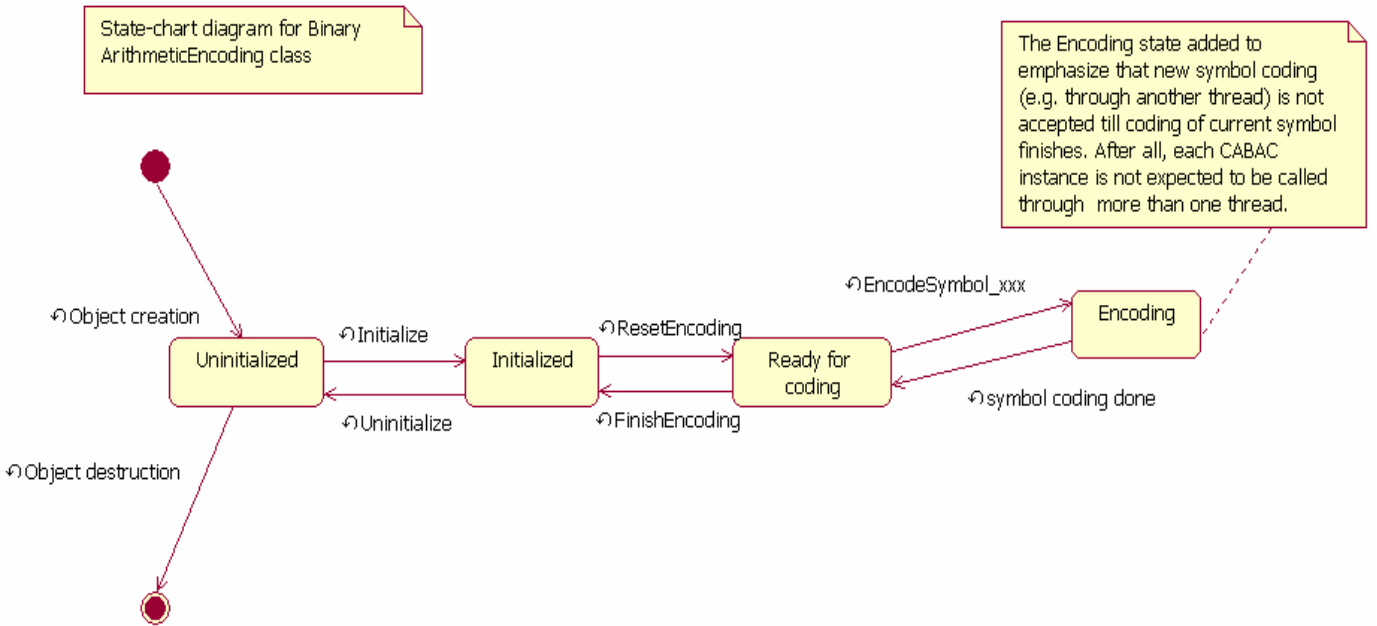 State-chart diagram for Binary
ArithmeticEncoding class
The Encoding state added to
emphasize that new symbol coding
(e.g. through another thread) is not
accepted till coding of current symbol
finishes. After all, each CABAC
instance is not expected to be called
through more than one thread.
EncodeSymbol_xxx
Object creation
Initialize
ResetEncoding
Encoding
Uninitialized
Initialized
Ready for
coding
symbol coding done
Uninitialize
FinishEncoding
Object destruction